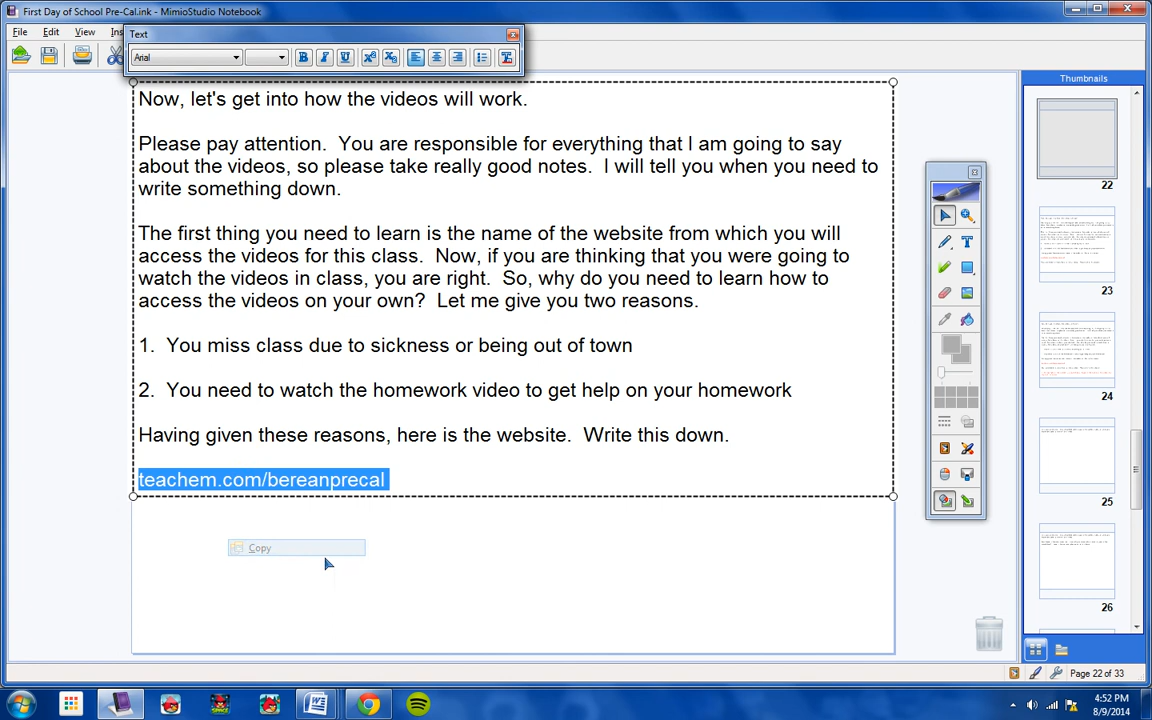 First Day of School Pre-Cal.ink - MimioStudio Notebook
File Edit View Ins
Text
Arial
Now, let's get into how the videos will work.
Please pay attention. You are responsible for everything that I am going to say
about the videos, so please take really good notes. I will tell you when you need to
write something down.
The first thing you need to learn is the name of the website from which you will
access the videos for this class. Now, if you are thinking that you were going to
watch the videos in class, you are right. So, why do you need to learn how to
access the videos on your own? Let me give you two reasons.
1. You miss class due to sickness or being out of town
2. You need to watch the homework video to get help on your homework
Having given these reasons, here is the website. Write this down.
teachem.com/bereanprecal
Copy
Thumbnails
22
23
24
25
26
Page 22 of 33
4:52 PM
8/9/2014